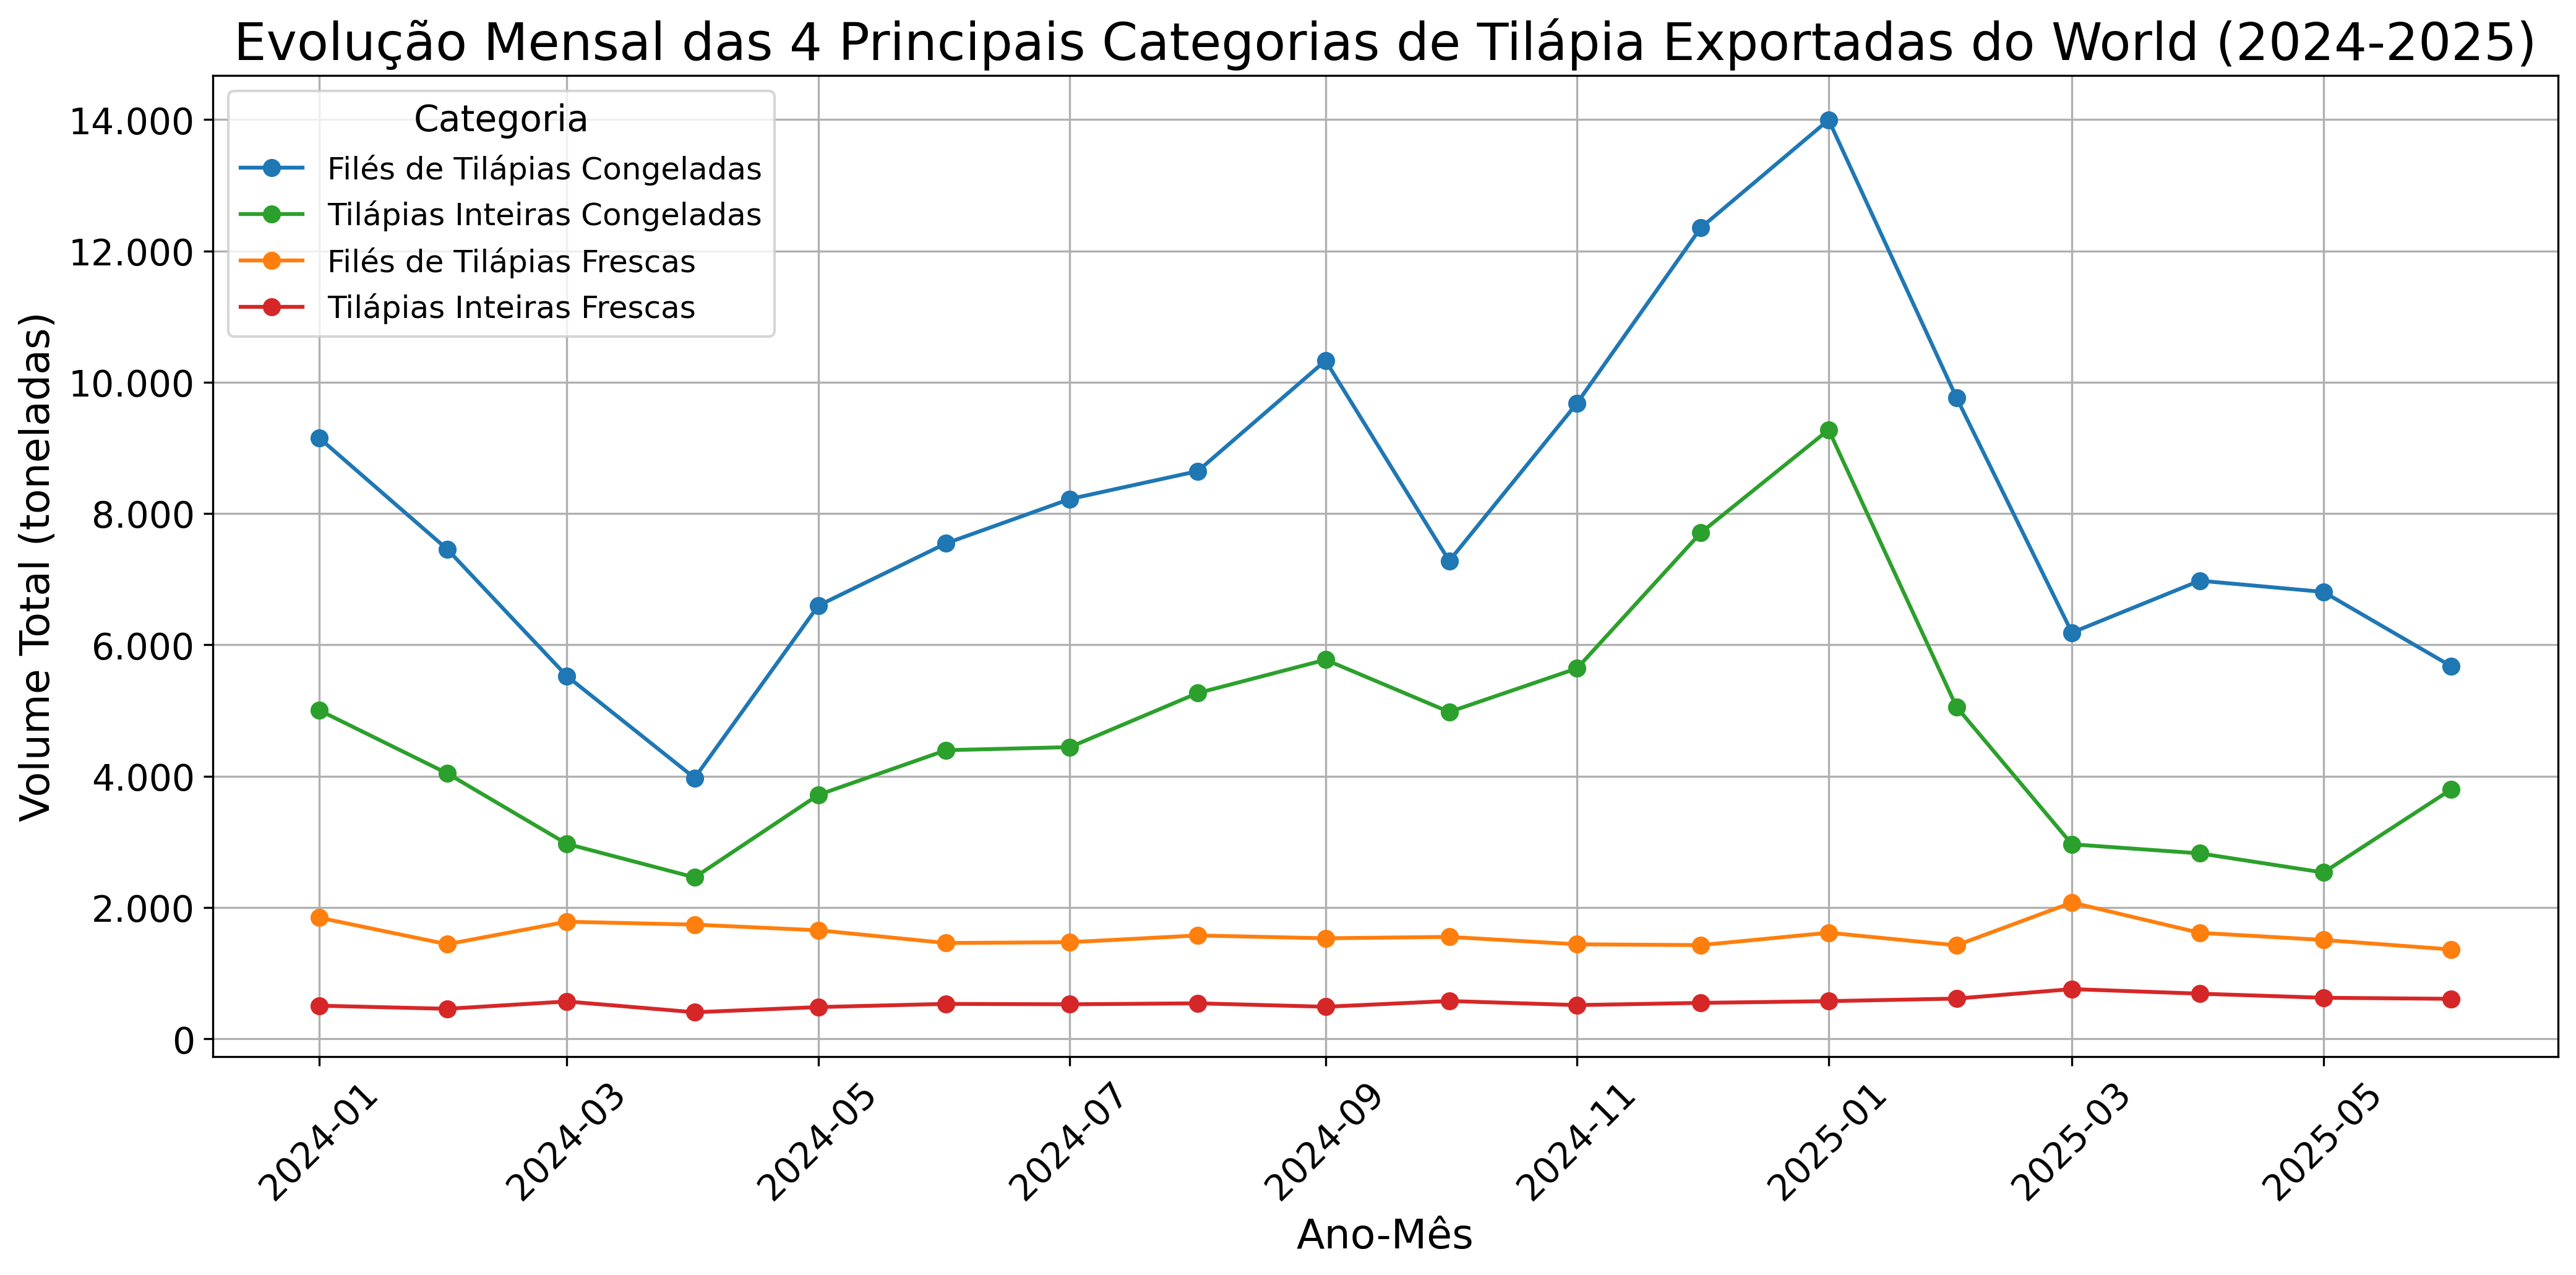 Evolução Mensal das 4 Principais Categorias de Tilápia Exportadas do World (2024-2025)
Categoria
Filés de Tilápias Congeladas
Tilápias Inteiras Congeladas
Filés de Tilápias Frescas
Tilápias Inteiras Frescas
Volume Total (toneladas)
14.000
12.000
10.000
8.000
6.000
4.000
2.000
0
2024-01
2024-03
2024-05
2024-07
2024-09
2024-11
2025-01
2025-03
2025-05
Ano-Mês